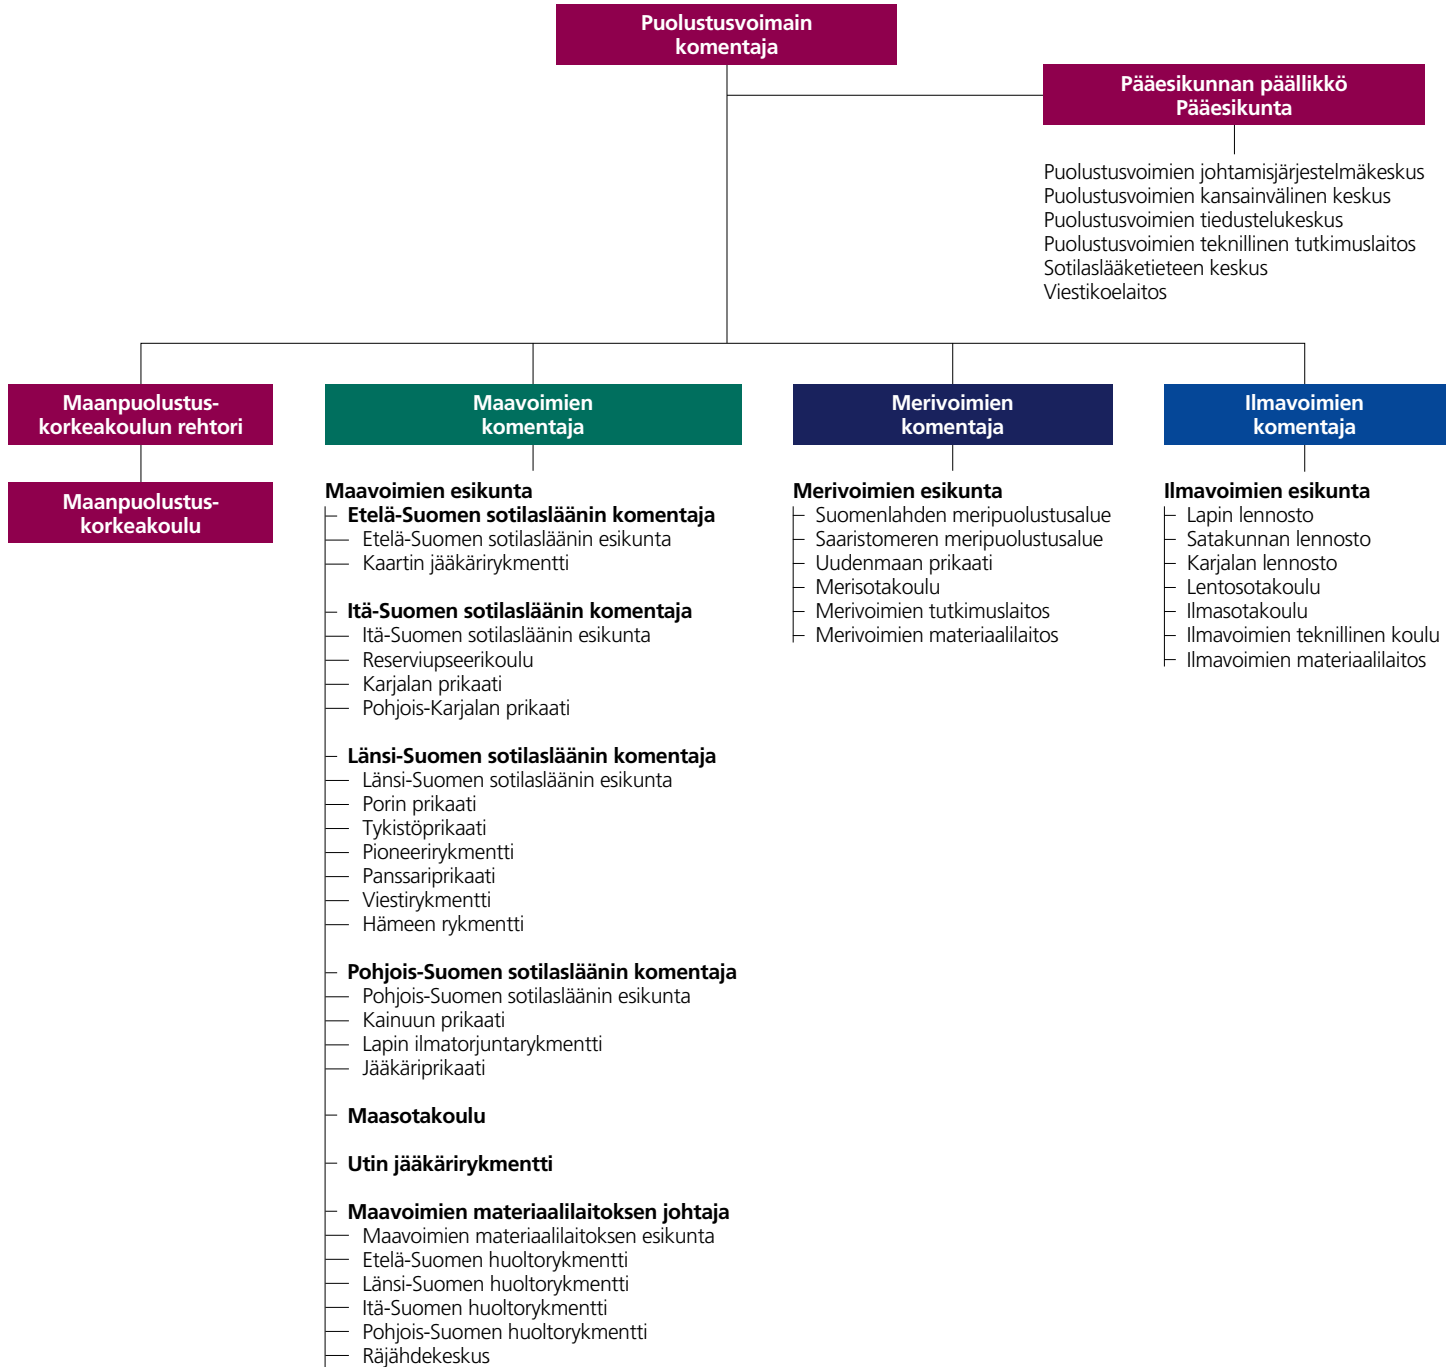 Puolustusvoimain
komentaja
Pääesikunnan päällikkö
Pääesikunta
Puolustusvoimien johtamisjärjestelmäkeskus
Puolustusvoimien kansainvälinen keskus
Puolustusvoimien tiedustelukeskus
Puolustusvoimien teknillinen tutkimuslaitos
Sotilaslääketieteen keskus
Viestikoelaitos
Maanpuolustus-
korkeakoulun rehtori
Maanpuolustus-
korkeakoulu
Maavoimien
komentaja
Maavoimien esikunta
Etelä-Suomen sotilasläänin komentaja
Etelä-Suomen sotilasläänin esikunta
Kaartin jääkärirykmentti
Itä-Suomen sotilasläänin komentaja
Itä-Suomen sotilasläänin esikunta
Reserviupseerikoulu
Karjalan prikaati
Pohjois-Karjalan prikaati
Länsi-Suomen sotilasläänin komentaja
Länsi-Suomen sotilasläänin esikunta
Porin prikaati
Tykistöprikaati
Pioneerirykmentti
Panssariprikaati
Viestirykmentti
Hämeen rykmentti
Pohjois-Suomen sotilasläänin komentaja
Pohjois-Suomen sotilasläänin esikunta
Kainuun prikaati
Lapin ilmatorjuntarykmentti
Jääkäriprikaati
Maasotakoulu
Utin jääkärirykmentti
Maavoimien materiaalilaitoksen johtaja
Maavoimien materiaalilaitoksen esikunta
Etelä-Suomen huoltorykmentti
Länsi-Suomen huoltorykmentti
Itä-Suomen huoltorykmentti
Pohjois-Suomen huoltorykmentti
Räjähdekeskus
Merivoimien
komentaja
Merivoimien esikunta
Suomenlahden meripuolustusalue
Saaristomeren meripuolustusalue
Uudenmaan prikaati
Merisotakoulu
Merivoimien tutkimuslaitos
Merivoimien materiaalilaitos
Ilmavoimien
komentaja
Ilmavoimien esikunta
Lapin lennosto
Satakunnan lennosto
Karjalan lennosto
Lentosotakoulu
Ilmasotakoulu
Ilmavoimien teknillinen koulu
Ilmavoimien materiaalilaitos